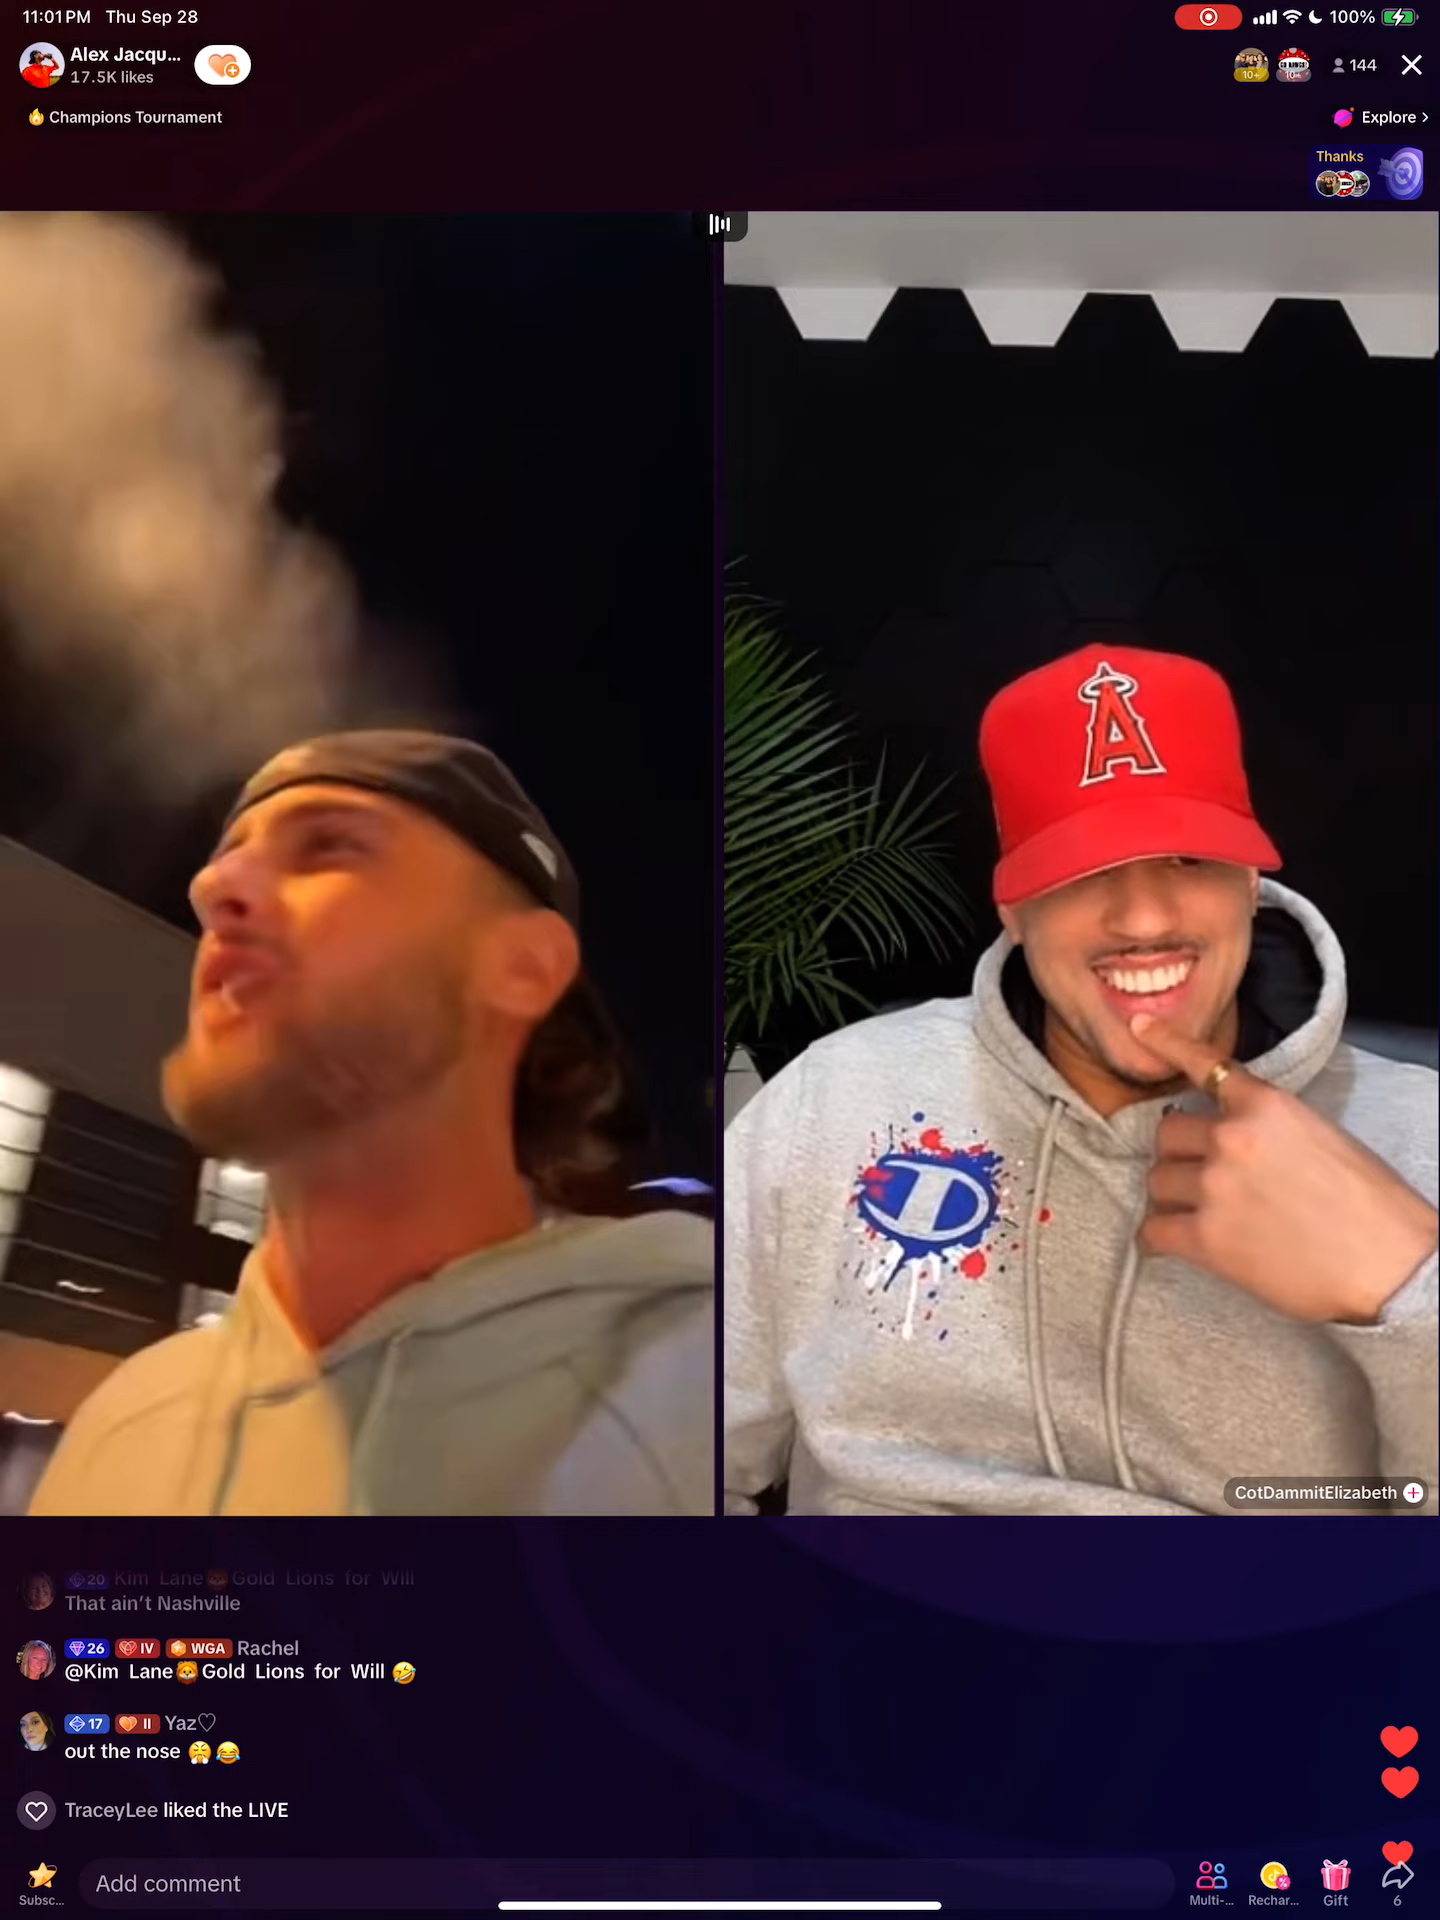 11:01 PM Thu Sep 28
100%
Alex Jacqu...
17.5K likes
10+
10+
144
Champions Tournament
Explore >
Thanks
A
CotDammitElizabeth
20 Kim Lane🦁Gold Lions for Will
That ain't Nashville
26 IV WGA Rachel
@Kim Lane🦁Gold Lions for Will 🤣
17 II Yaz♡
out the nose 😤😂
TraceyLee liked the LIVE
Subsc...
Add comment
Multi-...
Rechar...
Gift
6